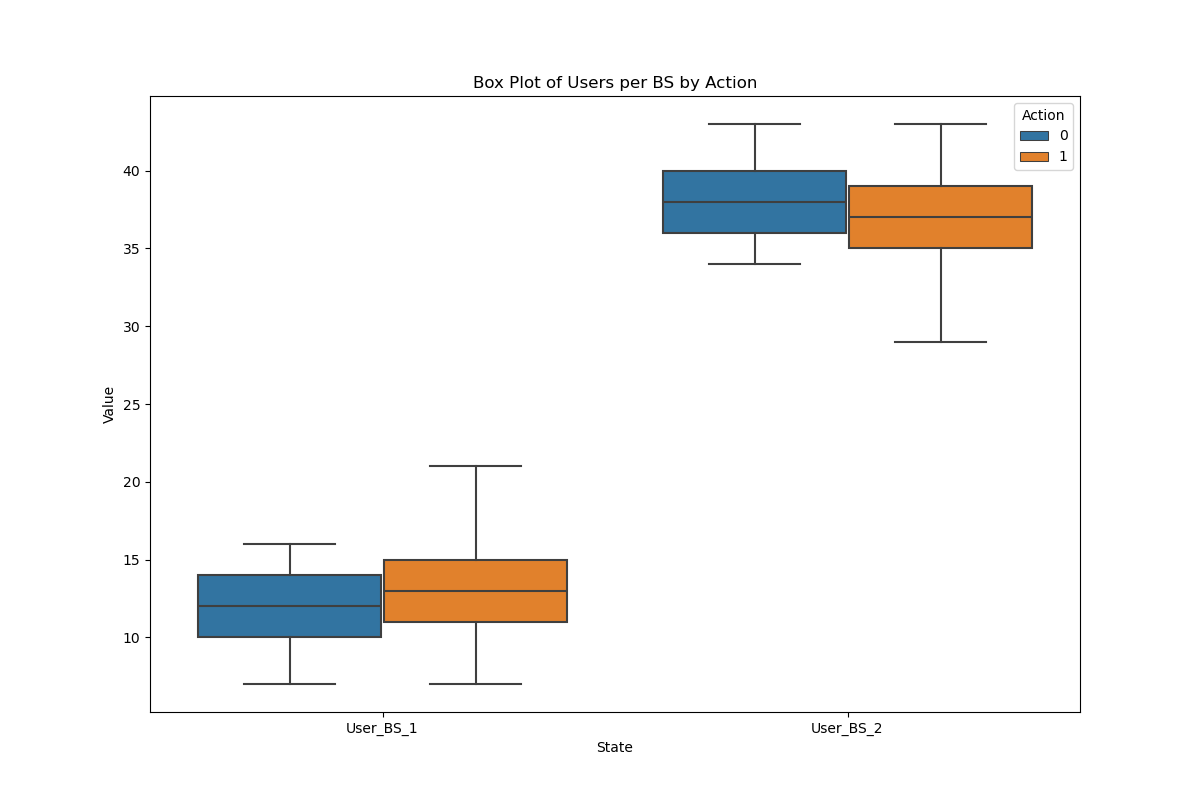 Box Plot of Users per BS by Action
Action
0
1
Value
40
35
30
25
20
15
10
User_BS_1
User_BS_2
State